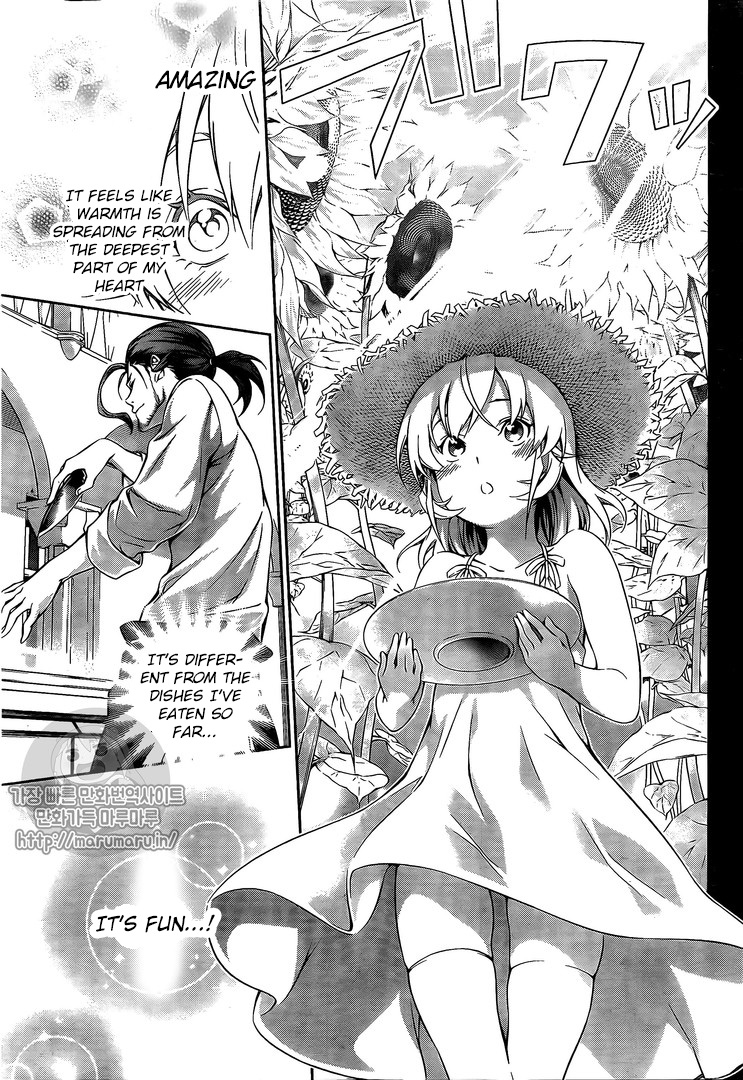 AMAZING
IT FEELS LIKE
WARMTH IS
SPREADING FROM
THE DEEPEST
PART OF MY
HEART
IT'S DIFFER-
ENT FROM THE
DISHES I'VE
EATEN SO
FAR...
가장 빠른 만화번역사이트
만화가득 마루마루
http://marumaru.in/
IT'S FUN...!